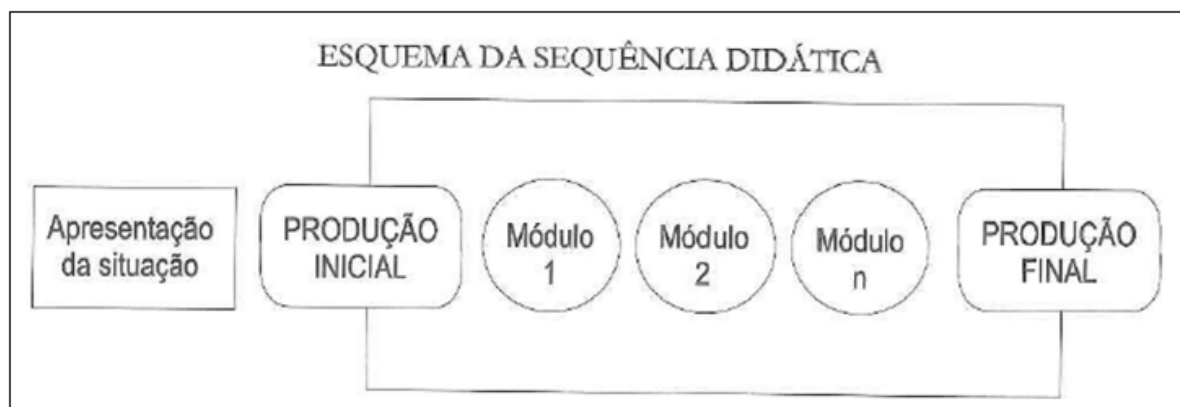 ESQUEMA DA SEQUÊNCIA DIDÁTICA
Apresentação
da situação
PRODUÇÃO
INICIAL
Módulo
1
Módulo
2
Módulo
n
PRODUÇÃO
FINAL